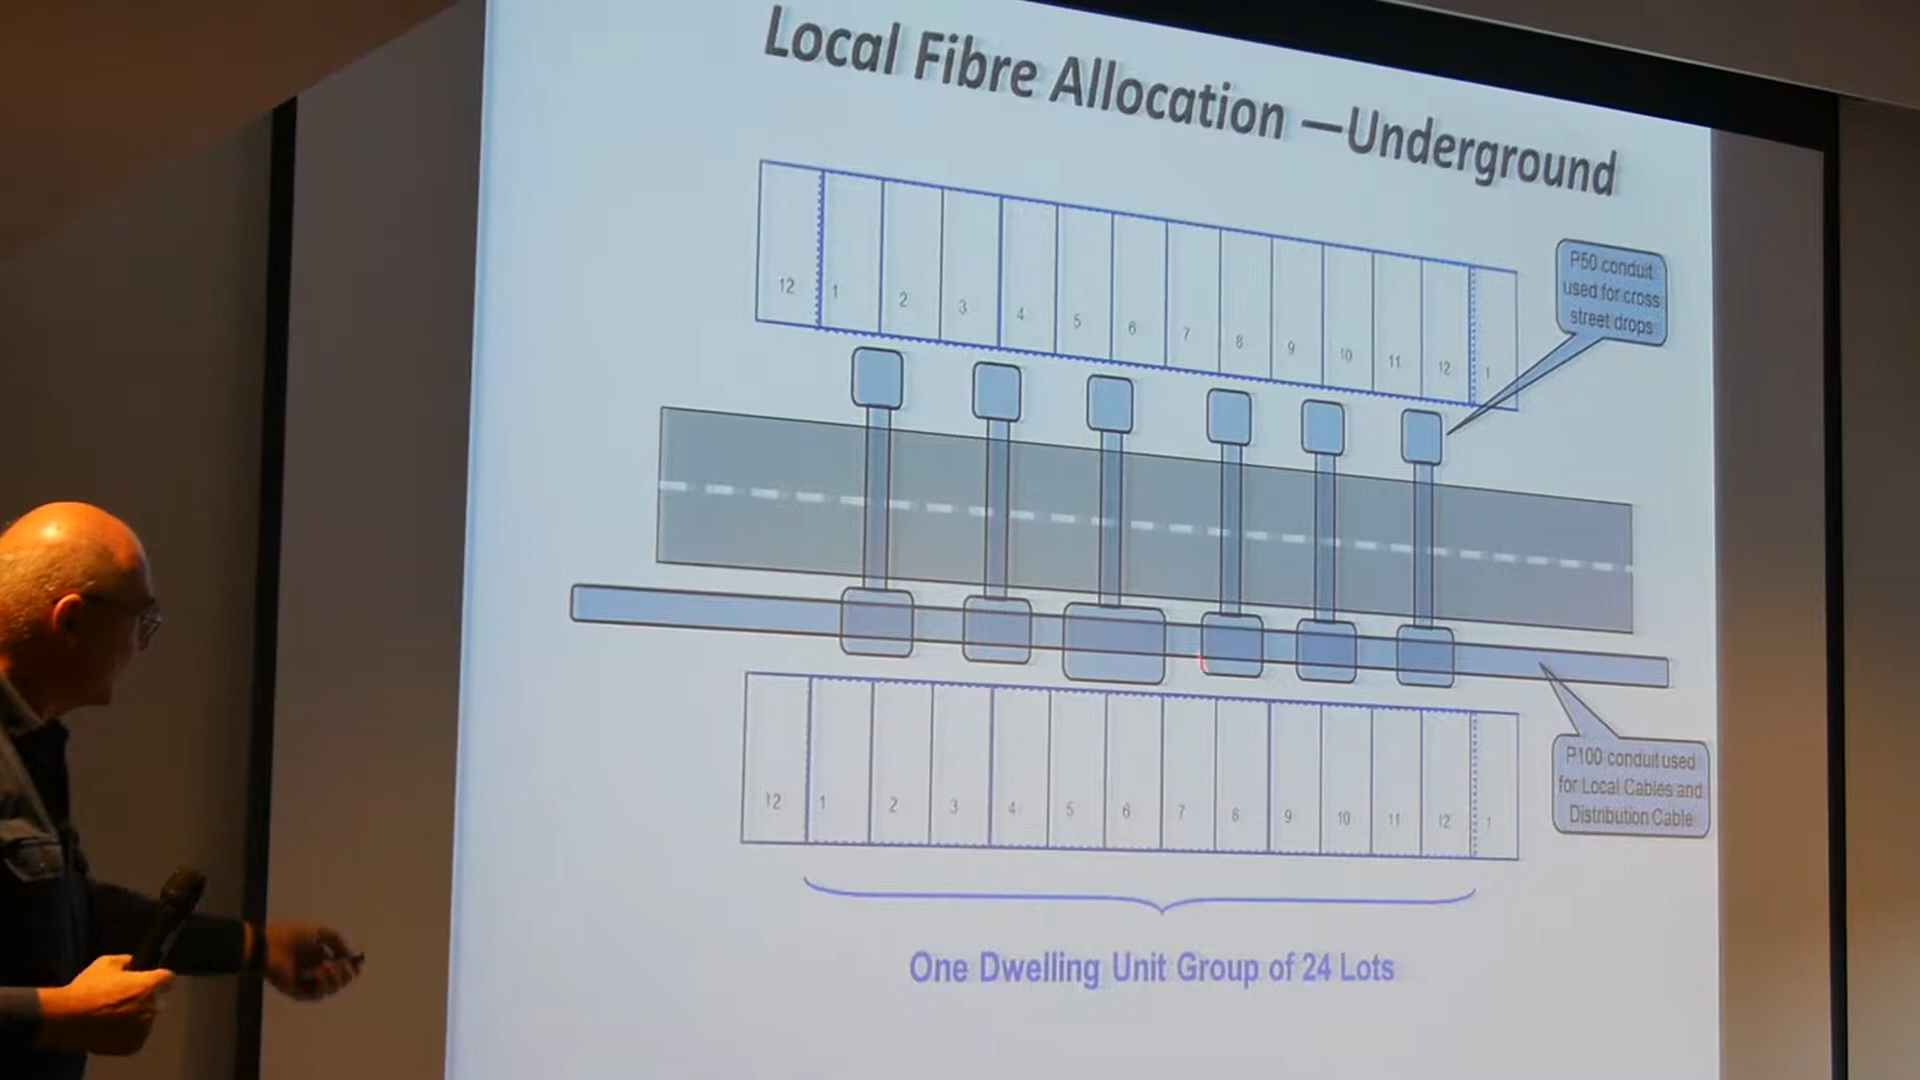 Local Fibre Allocation —Underground
12 1 2 3 4 5 6 7 8 9 10 11 12 1
P50 conduit
used for cross
street drops
12 1 2 3 4 5 6 7 8 9 10 11 12 1
P100 conduit used
for Local Cables and
Distribution Cable
One Dwelling Unit Group of 24 Lots